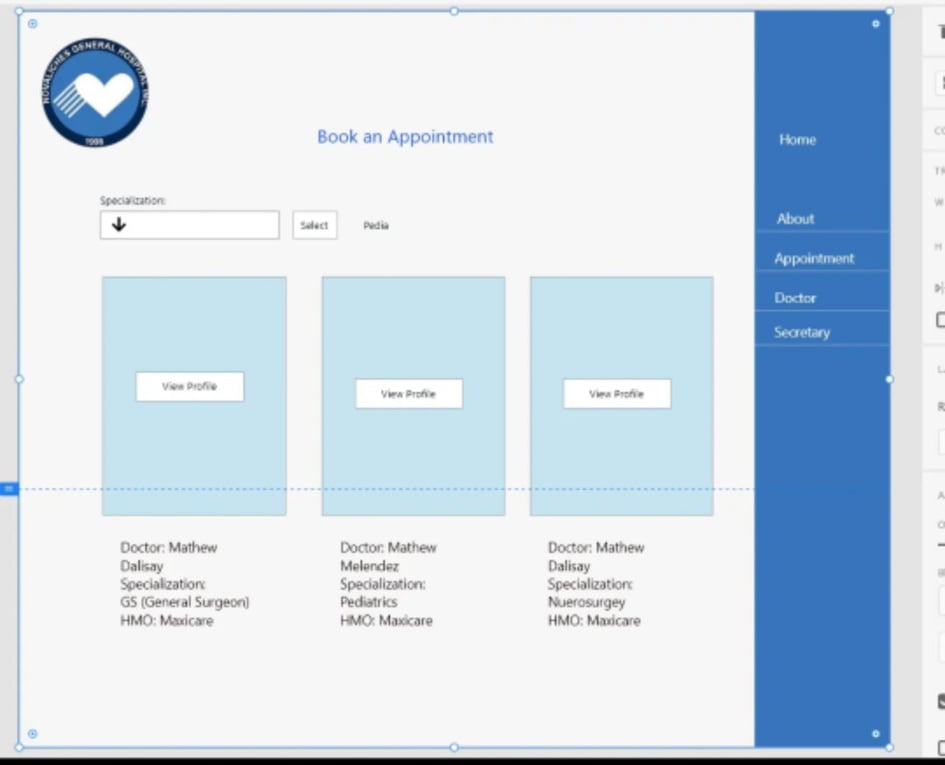 NOVALICHES GENERAL HOSPITAL INC.
1995
Book an Appointment
Home
Specialization:
Select
Pedia
About
Appointment
Doctor
Secretary
View Profile
View Profile
View Profile
Doctor: Mathew
Dalisay
Specialization:
GS (General Surgeon)
HMO: Maxicare
Doctor: Mathew
Melendez
Specialization:
Pediatrics
HMO: Maxicare
Doctor: Mathew
Dalisay
Specialization:
Nuerosurgey
HMO: Maxicare